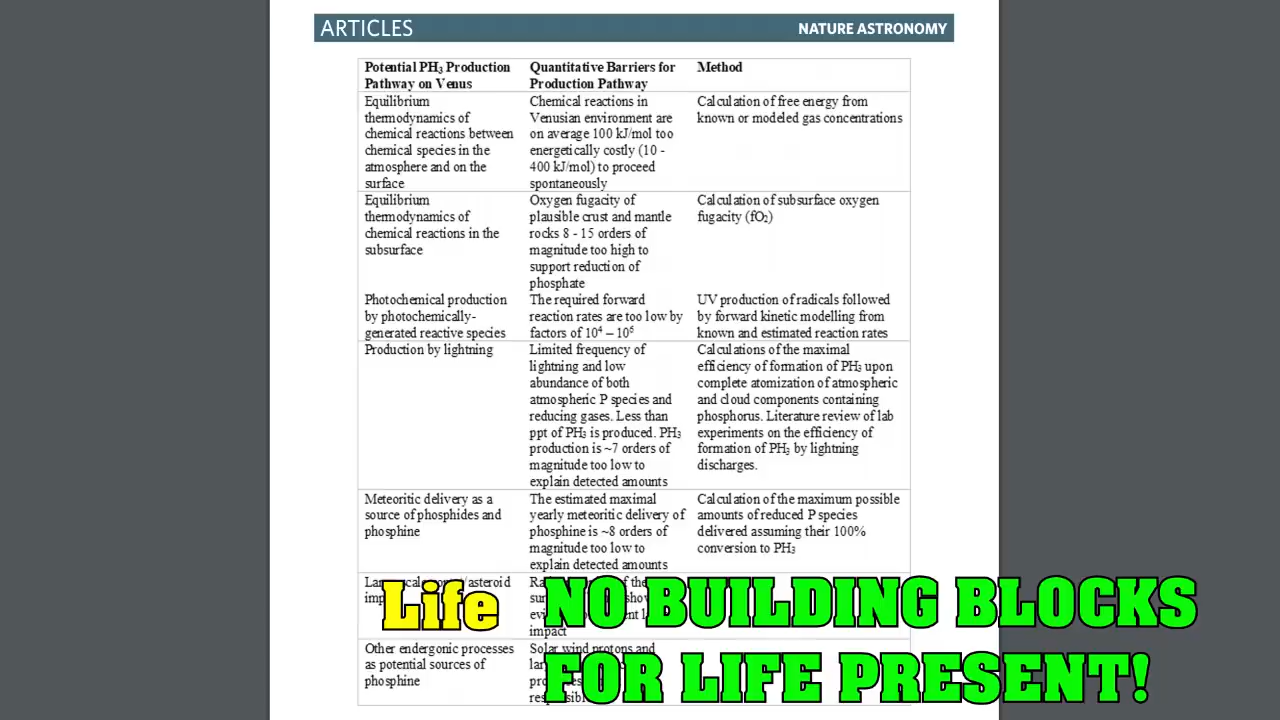 ARTICLES NATURE ASTRONOMY
Potential PH₃ Production Quantitative Barriers for Method
Pathway on Venus Production Pathway
Equilibrium
thermodynamics of
chemical reactions between
chemical species in the
atmosphere and on the
surface
Chemical reactions in
Venusian environment are
on average 100 kJ/mol too
energetically costly (10 -
400 kJ/mol) to proceed
spontaneously
Calculation of free energy from
known or modeled gas concentrations
Equilibrium
thermodynamics of
chemical reactions in the
subsurface
Oxygen fugacity of
plausible crust and mantle
rocks 8 - 15 orders of
magnitude too high to
support reduction of
phosphate
Calculation of subsurface oxygen
fugacity (fO₂)
Photochemical production
by photochemically-
generated reactive species
The required forward
reaction rates are too low by
factors of 10⁴ – 10⁶
UV production of radicals followed
by forward kinetic modelling from
known and estimated reaction rates
Production by lightning
Limited frequency of
lightning and low
abundance of both
atmospheric P species and
reducing gases. Less than
ppt of PH₃ is produced. PH₃
production is ~7 orders of
magnitude too low to
explain detected amounts
Calculations of the maximal
efficiency of formation of PH₃ upon
complete atomization of atmospheric
and cloud components containing
phosphorus. Literature review of lab
experiments on the efficiency of
formation of PH₃ by lightning
discharges.
Meteoritic delivery as a
source of phosphides and
phosphine
The estimated maximal
yearly meteoritic delivery of
phosphine is ~8 orders of
magnitude too low to
explain detected amounts
Calculation of the maximum possible
amounts of reduced P species
delivered assuming their 100%
conversion to PH₃
/asteroid
of the
impact
Other endergonic processes
as potential sources of
phosphine
Solar wind protons and
Life
NO BUILDING BLOCKS
FOR LIFE PRESENT!